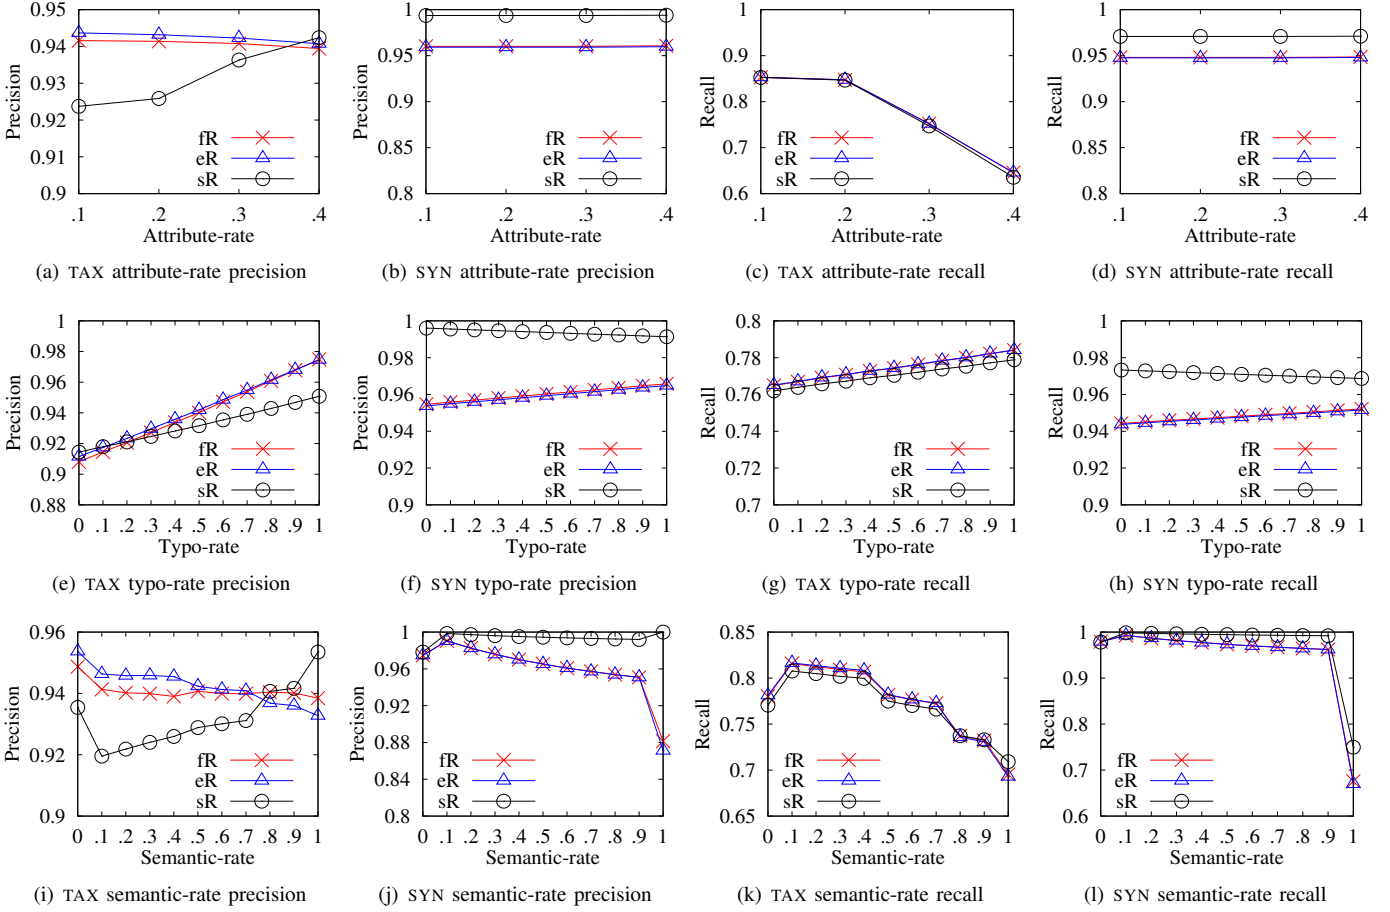 0.95
0.94
0.93
0.92
0.91
0.9
.1 .2 .3 .4
Precision
Attribute-rate
fR
eR
sR
(a) TAX attribute-rate precision
1
0.95
0.9
0.85
0.8
.1 .2 .3 .4
Precision
Attribute-rate
fR
eR
sR
(b) SYN attribute-rate precision
1
0.9
0.8
0.7
0.6
.1 .2 .3 .4
Recall
Attribute-rate
fR
eR
sR
(c) TAX attribute-rate recall
1
0.95
0.9
0.85
0.8
.1 .2 .3 .4
Recall
Attribute-rate
fR
eR
sR
(d) SYN attribute-rate recall
1
0.98
0.96
0.94
0.92
0.9
0.88
0 .1 .2 .3 .4 .5 .6 .7 .8 .9 1
Precision
Typo-rate
fR
eR
sR
(e) TAX typo-rate precision
1
0.98
0.96
0.94
0.92
0.9
0 .1 .2 .3 .4 .5 .6 .7 .8 .9 1
Precision
Typo-rate
fR
eR
sR
(f) SYN typo-rate precision
0.8
0.78
0.76
0.74
0.72
0.7
0 .1 .2 .3 .4 .5 .6 .7 .8 .9 1
Recall
Typo-rate
fR
eR
sR
(g) TAX typo-rate recall
1
0.98
0.96
0.94
0.92
0.9
0 .1 .2 .3 .4 .5 .6 .7 .8 .9 1
Recall
Typo-rate
fR
eR
sR
(h) SYN typo-rate recall
0.96
0.94
0.92
0.9
0 .1 .2 .3 .4 .5 .6 .7 .8 .9 1
Precision
Semantic-rate
fR
eR
sR
(i) TAX semantic-rate precision
1
0.96
0.92
0.88
0.84
0.8
0 .1 .2 .3 .4 .5 .6 .7 .8 .9 1
Precision
Semantic-rate
fR
eR
sR
(j) SYN semantic-rate precision
0.85
0.8
0.75
0.7
0.65
0 .1 .2 .3 .4 .5 .6 .7 .8 .9 1
Recall
Semantic-rate
fR
eR
sR
(k) TAX semantic-rate recall
1
0.9
0.8
0.7
0.6
0 .1 .2 .3 .4 .5 .6 .7 .8 .9 1
Recall
Semantic-rate
fR
eR
sR
(l) SYN semantic-rate recall